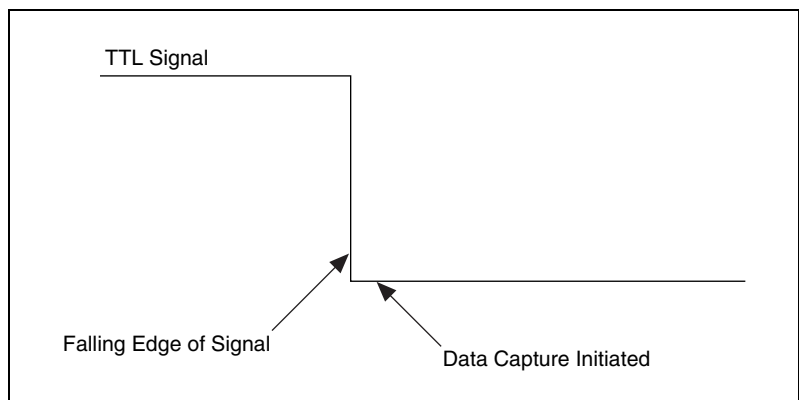 TTL Signal
Falling Edge of Signal
Data Capture Initiated